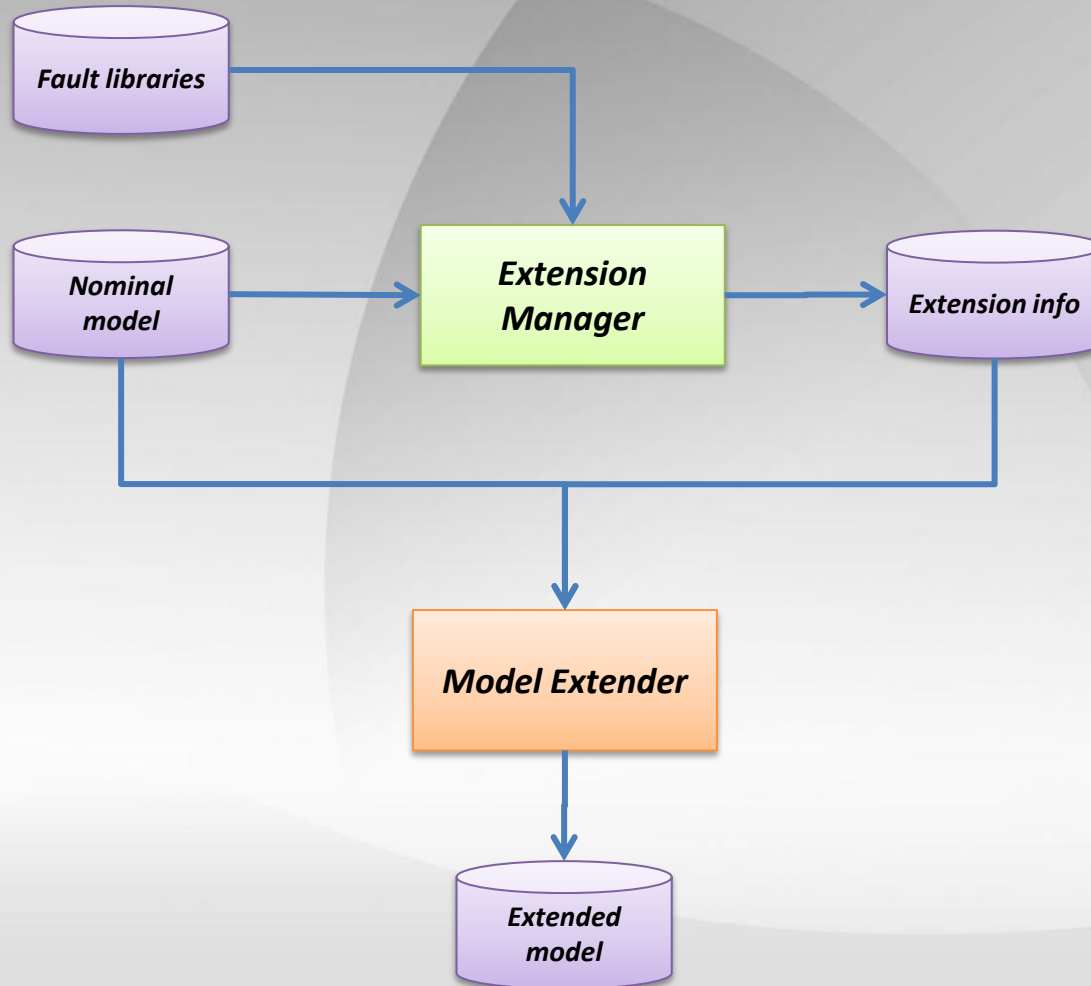 Fault libraries
Nominal
model
Extension
Manager
Extension info
Model Extender
Extended
model